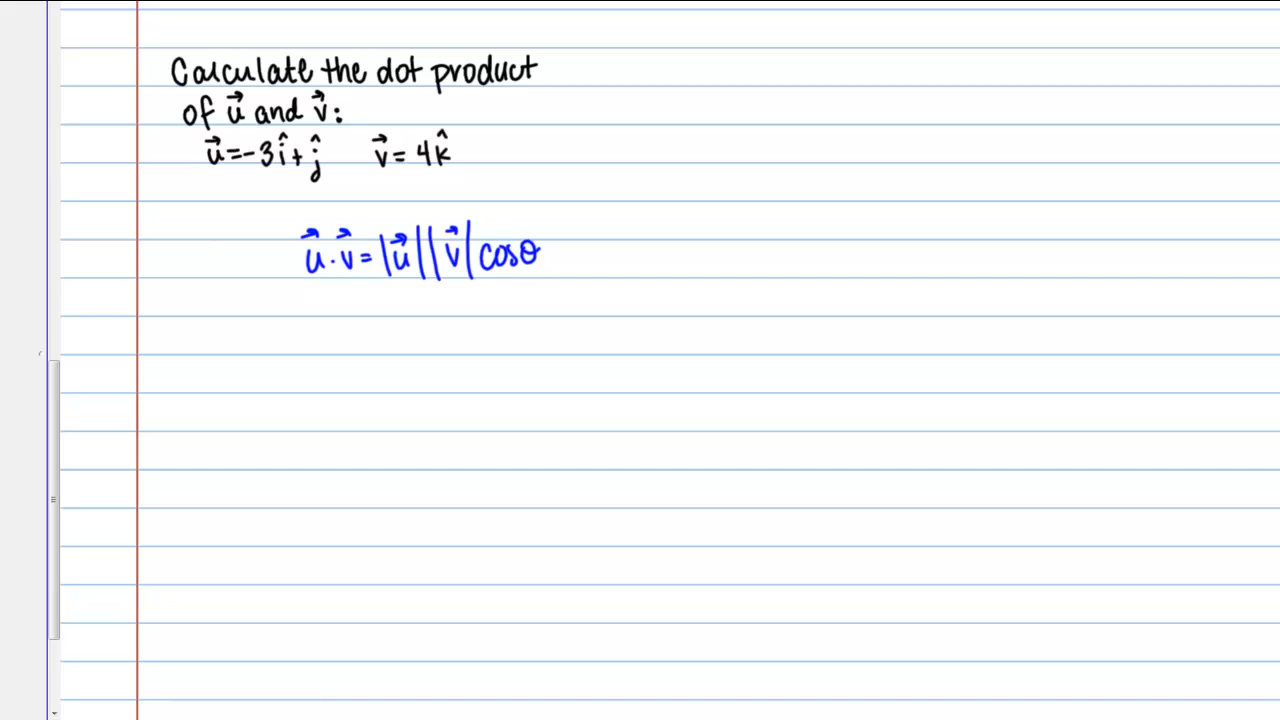 Calculate the dot product
of u⃗ and v⃗:
u⃗=-3î+ĵ v⃗=4k̂
u⃗·v⃗=|u⃗||v⃗|cosθ